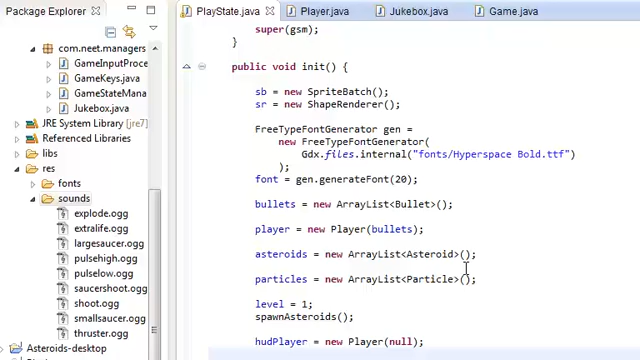 Package Explorer
com.neet.managers
GameInputProce
GameKeys.java
GameStateMana
Jukebox.java
JRE System Library [jre7]
Referenced Libraries
libs
res
fonts
sounds
explode.ogg
extralife.ogg
largesaucer.ogg
pulsehigh.ogg
pulselow.ogg
saucershoot.ogg
shoot.ogg
smallsaucer.ogg
thruster.ogg
Asteroids-desktop
PlayState.java
Player.java
Jukebox.java
Game.java
super(gsm);
}
public void init() {
sb = new SpriteBatch();
sr = new ShapeRenderer();
FreeTypeFontGenerator gen =
new FreeTypeFontGenerator(
Gdx.files.internal("fonts/Hyperspace Bold.ttf")
);
font = gen.generateFont(20);
bullets = new ArrayList<Bullet>();
player = new Player(bullets);
asteroids = new ArrayList<Asteroid>();
particles = new ArrayList<Particle>();
level = 1;
spawnAsteroids();
hudPlayer = new Player(null);